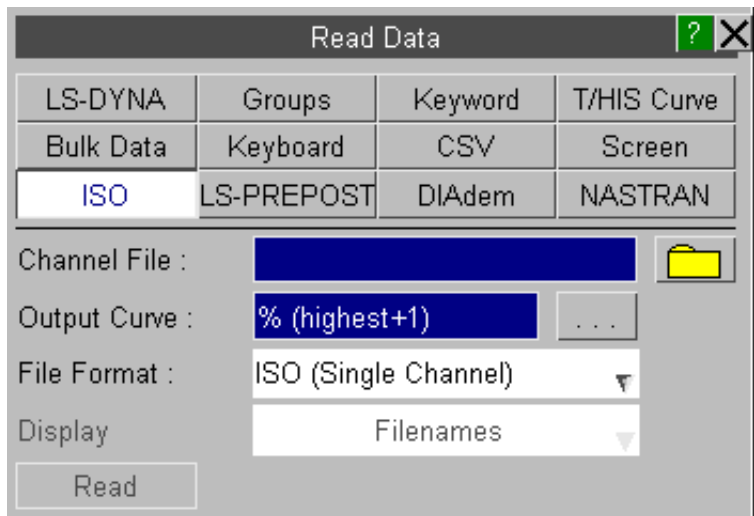 Read Data ?
LS-DYNA Groups Keyword T/HIS Curve
Bulk Data Keyboard CSV Screen
ISO LS-PREPOST DIAdem NASTRAN
Channel File :
Output Curve : % (highest+1) . . .
File Format : ISO (Single Channel)
Display Filenames
Read